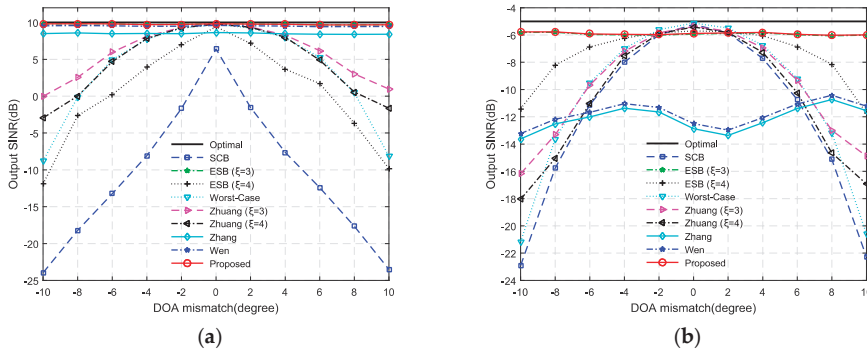 10
5
0
-5
-10
-15
-20
-25
Output SINR(dB)
Optimal
SCB
ESB (ξ=3)
ESB (ξ=4)
Worst-Case
Zhuang (ξ=3)
Zhuang (ξ=4)
Zhang
Wen
Proposed
-10 -8 -6 -4 -2 0 2 4 6 8 10
DOA mismatch(degree)
(a)
-4
-6
-8
-10
-12
-14
-16
-18
-20
-22
-24
Output SINR(dB)
Optimal
SCB
ESB (ξ=3)
ESB (ξ=4)
Worst-Case
Zhuang (ξ=3)
Zhuang (ξ=4)
Zhang
Wen
Proposed
-10 -8 -6 -4 -2 0 2 4 6 8 10
DOA mismatch(degree)
(b)